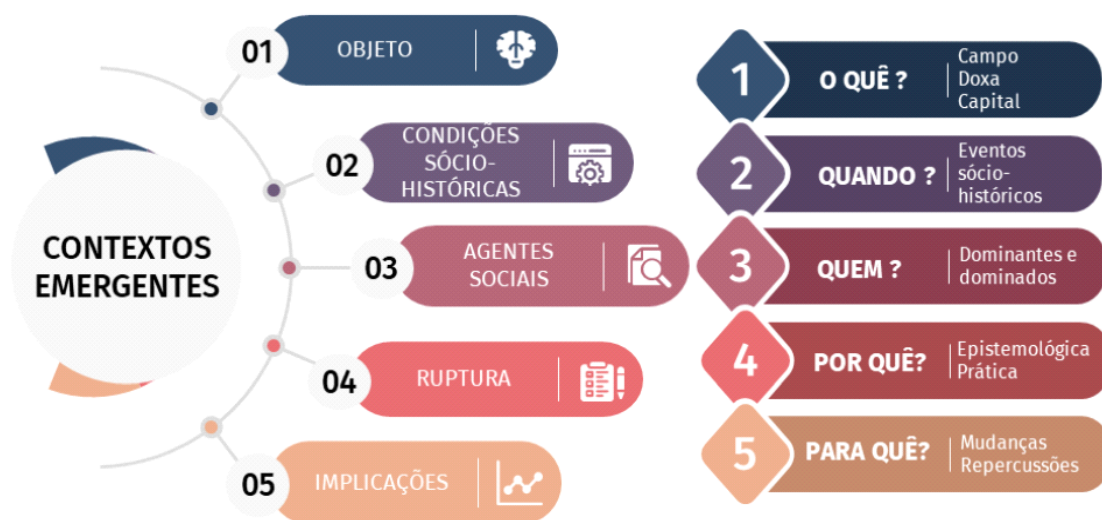 CONTEXTOS
EMERGENTES
01
OBJETO
02
CONDIÇÕES
SÓCIO-
HISTÓRICAS
03
AGENTES
SOCIAIS
04
RUPTURA
05
IMPLICAÇÕES
1
O QUÊ ?
Campo
Doxa
Capital
2
QUANDO ?
Eventos
sócio-
históricos
3
QUEM ?
Dominantes e
dominados
4
POR QUÊ?
Epistemológica
Prática
5
PARA QUÊ?
Mudanças
Repercussões